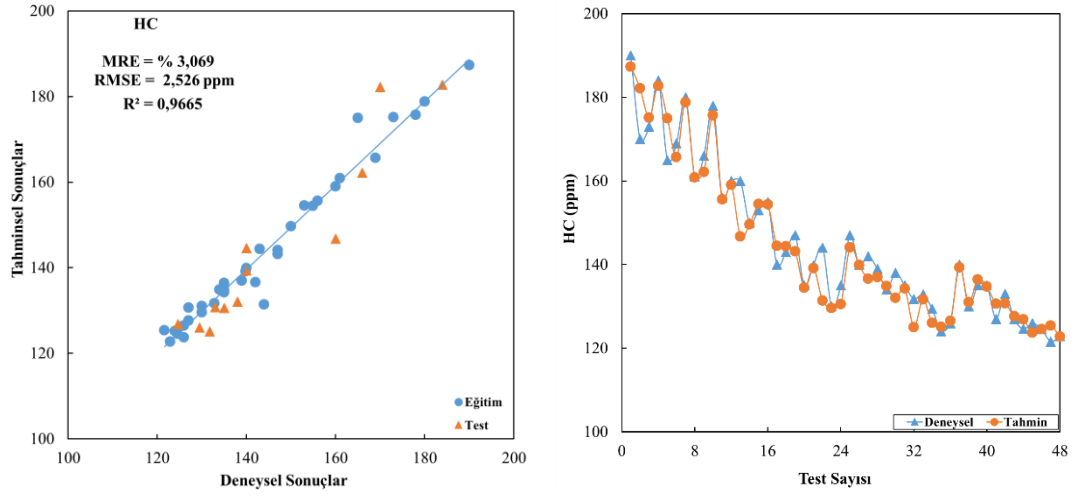 HC
MRE = % 3,069
RMSE = 2,526 ppm
R² = 0,9665
Tahminsel Sonuçlar
200
180
160
140
120
100
100
120
140
160
180
200
Deneysel Sonuçlar
Eğitim
Test
HC (ppm)
200
180
160
140
120
100
0
8
16
24
32
40
48
Test Sayısı
Deneysel
Tahmin